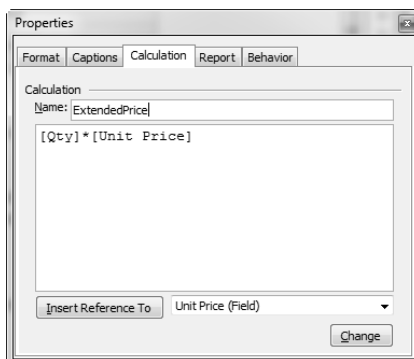 Properties
Format Captions Calculation Report Behavior
Calculation
Name: ExtendedPrice
[Qty]*[Unit Price]
Insert Reference To Unit Price (Field)
Change